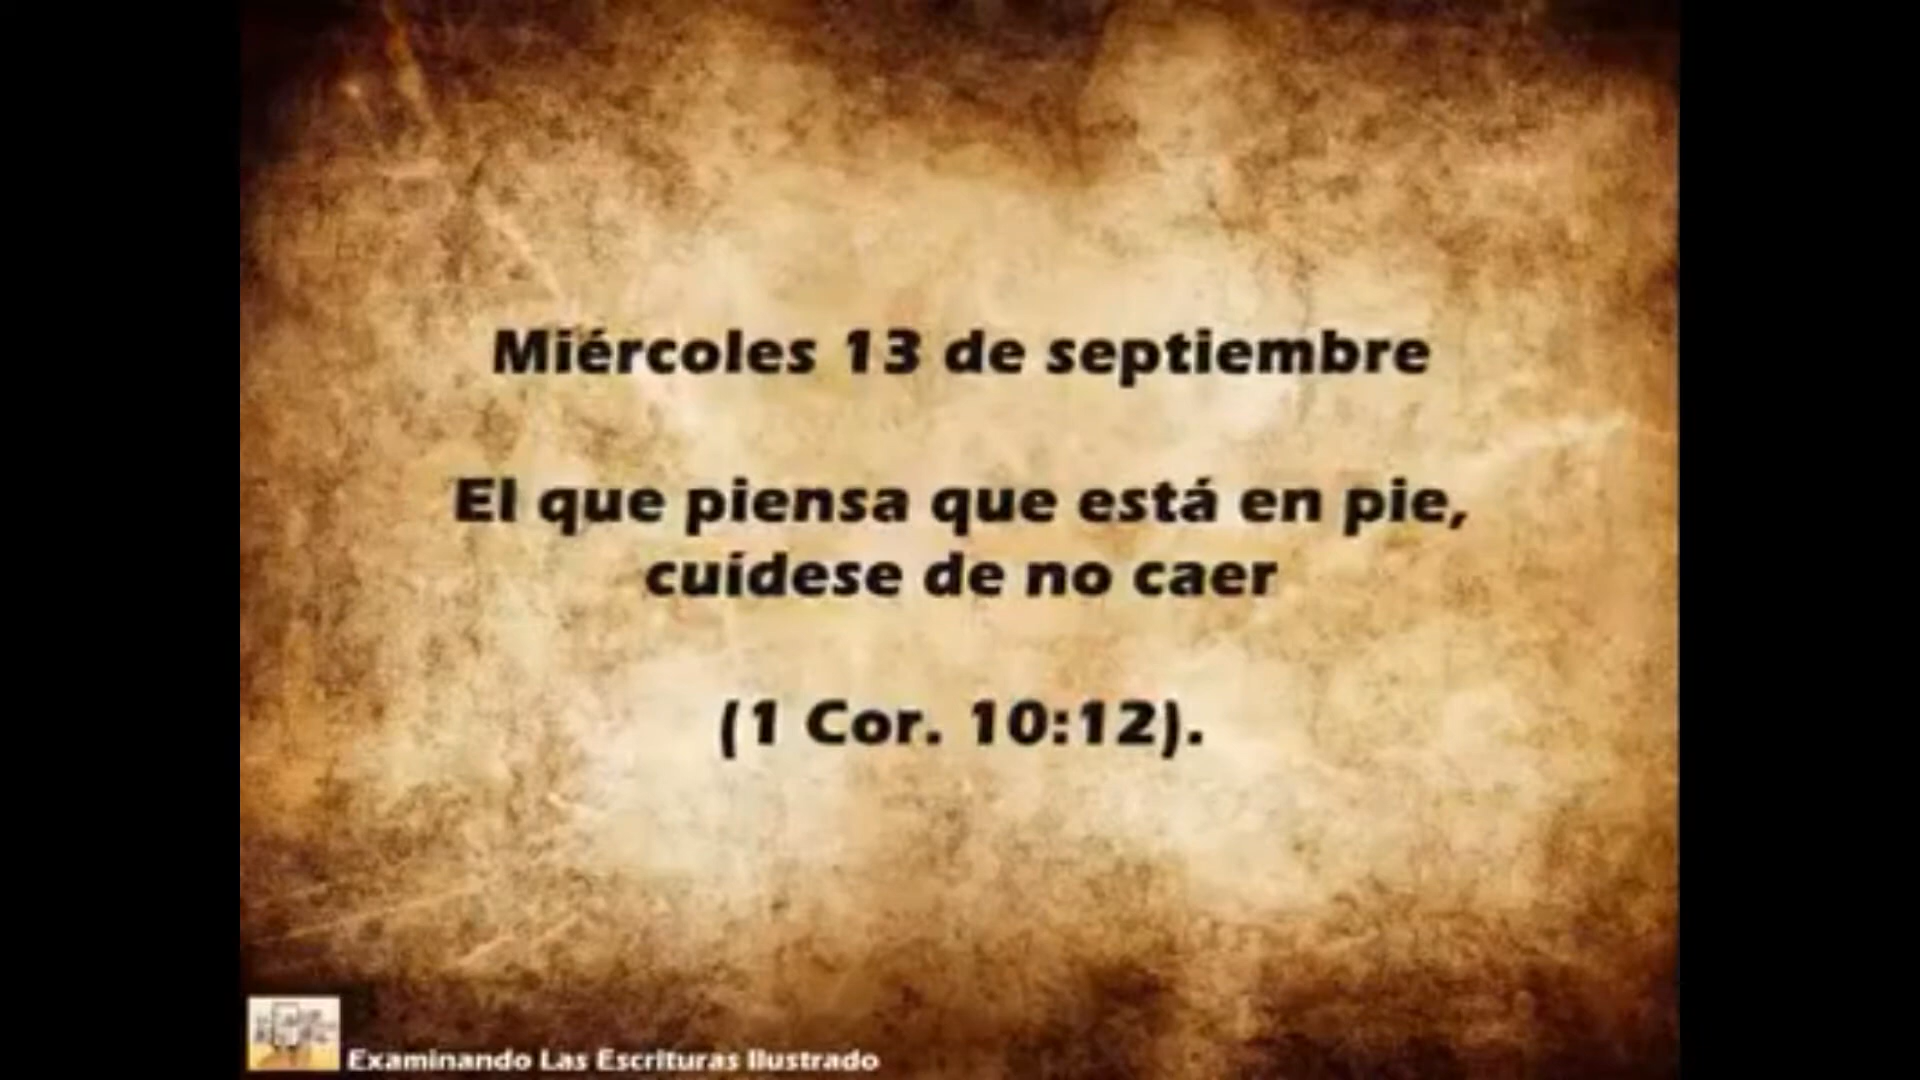 Miércoles 13 de septiembre
El que piensa que está en pie,
cuídese de no caer
(1 Cor. 10:12).
Examinando Las Escrituras Ilustrado